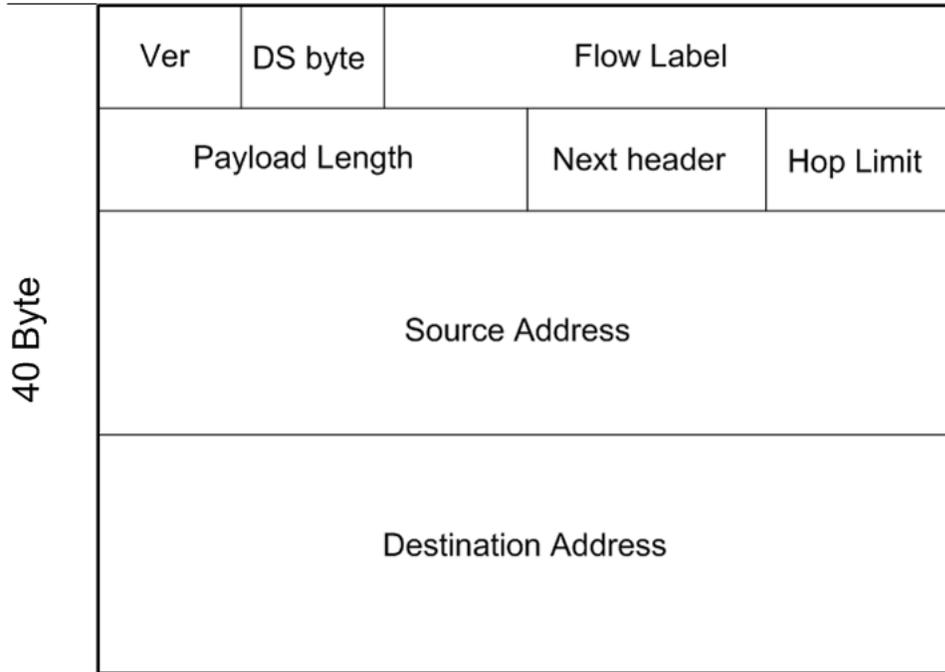 Ver
DS byte
Flow Label
Payload Length
Next header
Hop Limit
40 Byte
Source Address
Destination Address